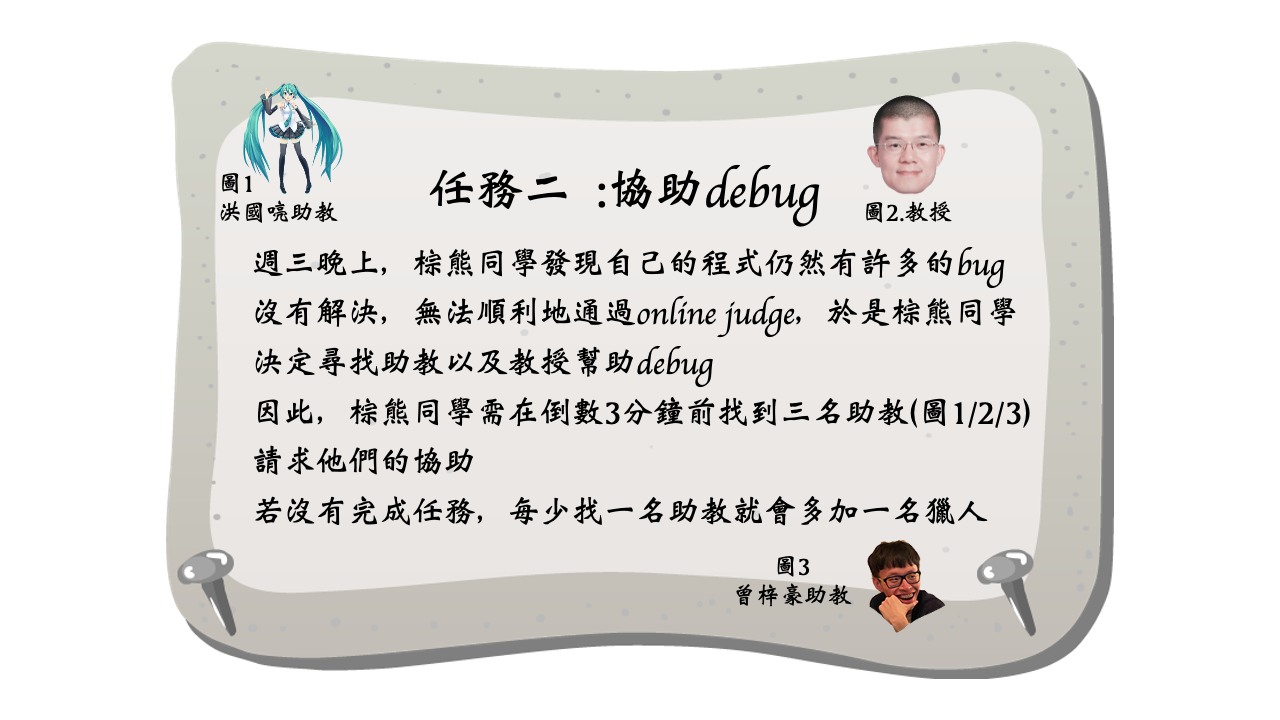 圖1
洪國喨助教
任務二 :協助debug
圖2.教授
週三晚上, 棕熊同學發現自己的程式仍然有許多的bug
沒有解決, 無法順利地通過online judge, 於是棕熊同學
決定尋找助教以及教授幫助debug
因此, 棕熊同學需在倒數3分鐘前找到三名助教(圖1/2/3)
請求他們的協助
若沒有完成任務, 每少找一名助教就會多加一名獵人
圖3
曾梓豪助教